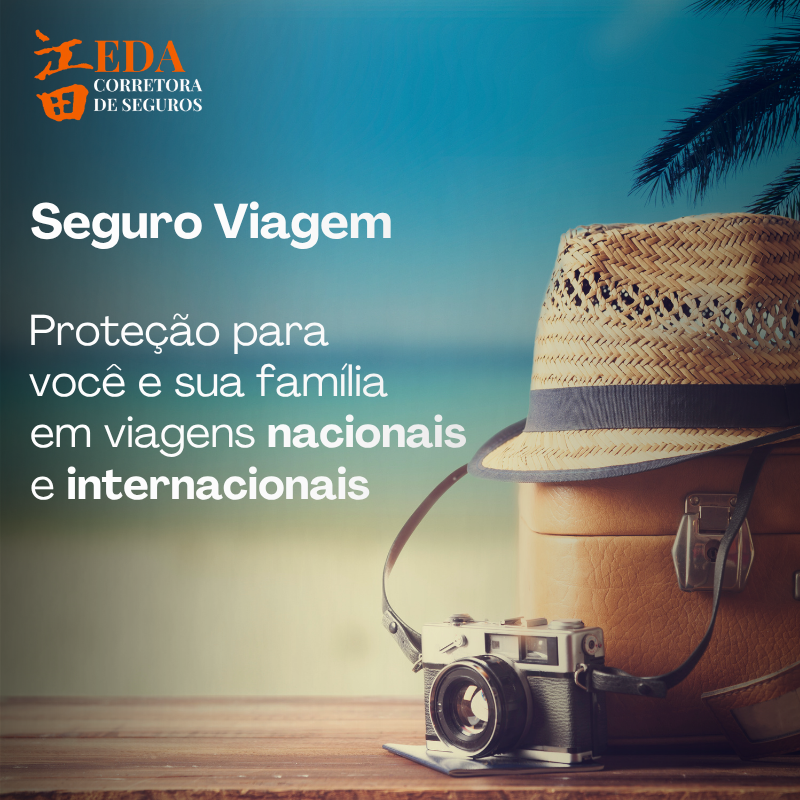 江田
EDA
CORRETORA
DE SEGUROS
Seguro Viagem
Proteção para
você e sua família
em viagens nacionais
e internacionais